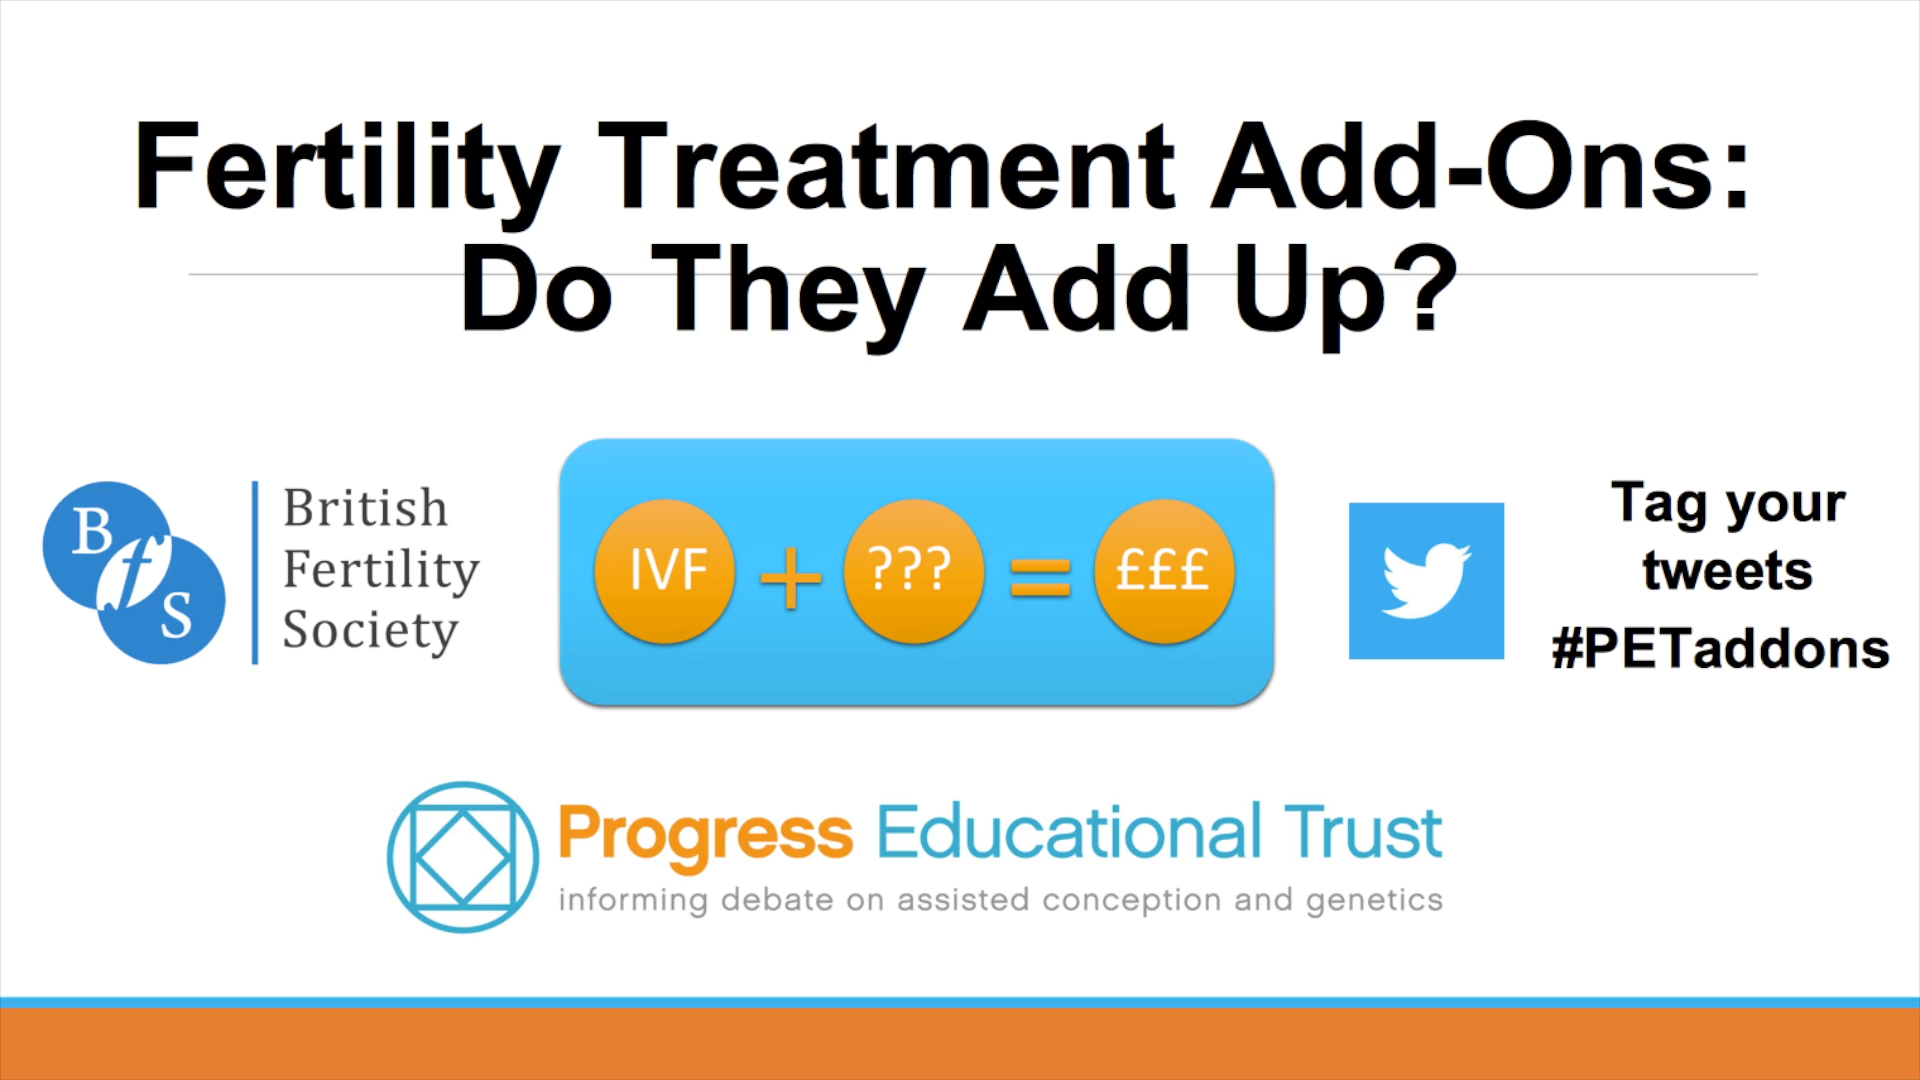 Fertility Treatment Add-Ons:
Do They Add Up?
BfS
British
Fertility
Society
IVF + ??? = £££
Tag your
tweets
#PETaddons
Progress Educational Trust
informing debate on assisted conception and genetics